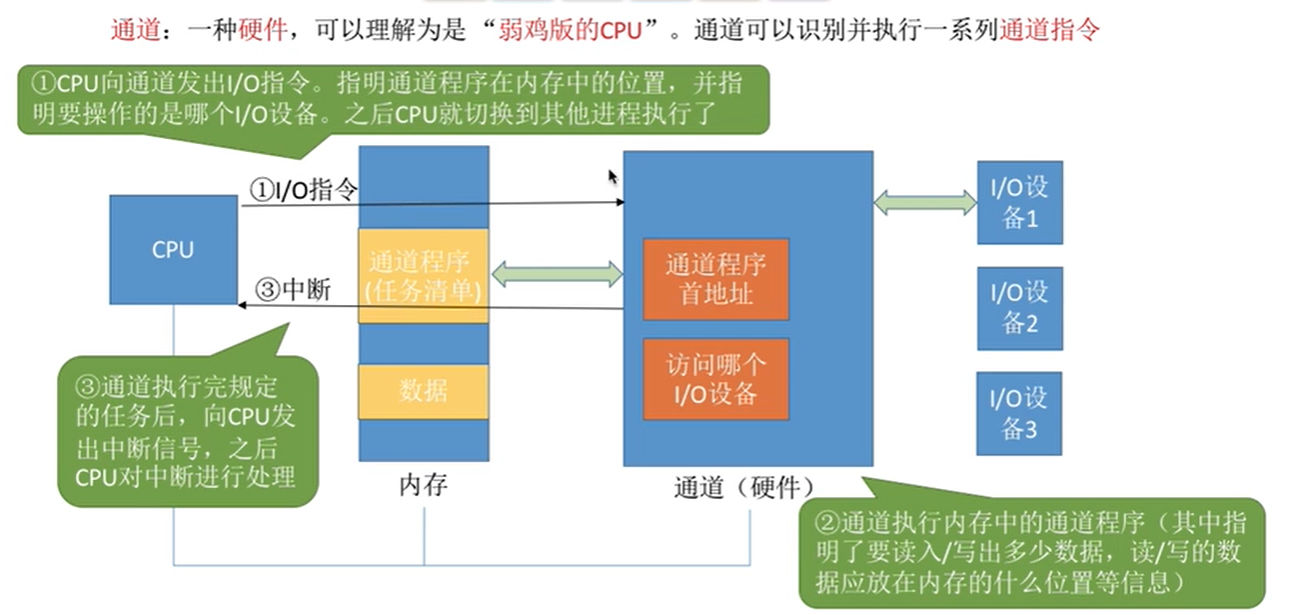 通道：一种硬件，可以理解为是“弱鸡版的CPU”。通道可以识别并执行一系列通道指令
①CPU向通道发出I/O指令。指明通道程序在内存中的位置，并指
明要操作的是哪个I/O设备。之后CPU就切换到其他进程执行了
①I/O指令
CPU
通道程序
(任务清单)
③中断
数据
内存
通道程序
首地址
访问哪个
I/O设备
通道（硬件）
I/O设
备1
I/O设
备2
I/O设
备3
③通道执行完规定
的任务后，向CPU发
出中断信号，之后
CPU对中断进行处理
②通道执行内存中的通道程序（其中指
明了要读入/写出多少数据，读/写的数
据应放在内存的什么位置等信息）